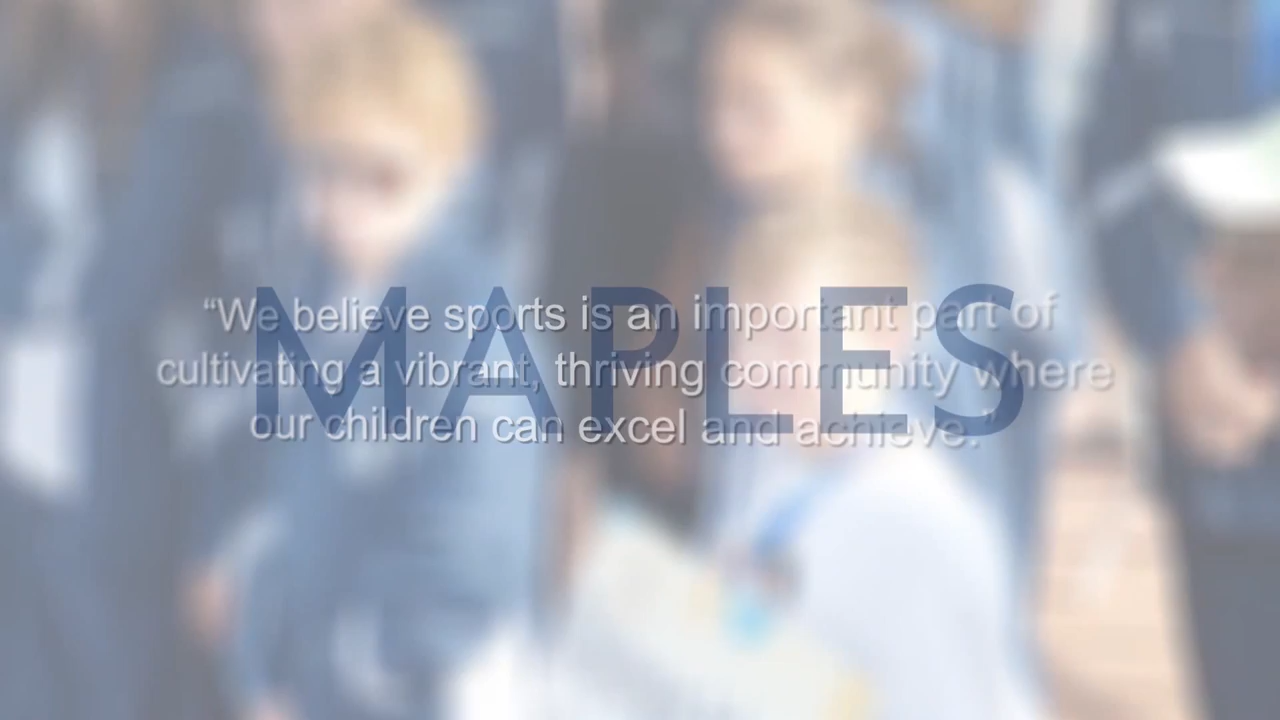 MAPLES
“We believe sports is an important part of
cultivating a vibrant, thriving community where
our children can excel and achieve.